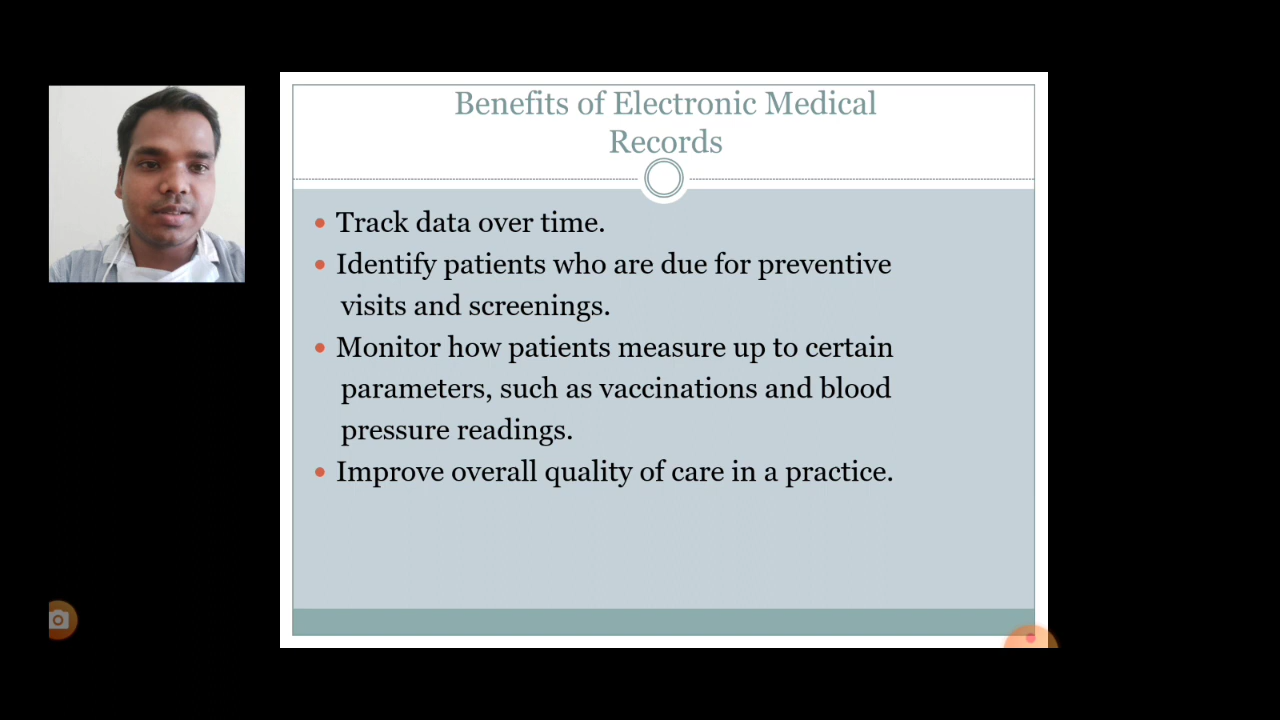 Benefits of Electronic Medical
Records
• Track data over time.
• Identify patients who are due for preventive
visits and screenings.
• Monitor how patients measure up to certain
parameters, such as vaccinations and blood
pressure readings.
• Improve overall quality of care in a practice.